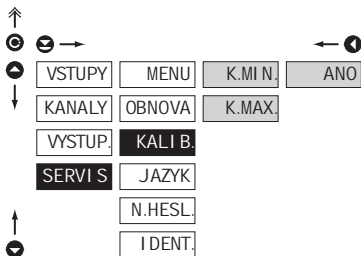 VSTUPY MENU K.MIN. ANO
KANALY OBNOVA K.MAX.
VYSTUP. KALIB.
SERVIS JAZYK
N.HESL.
IDENT.